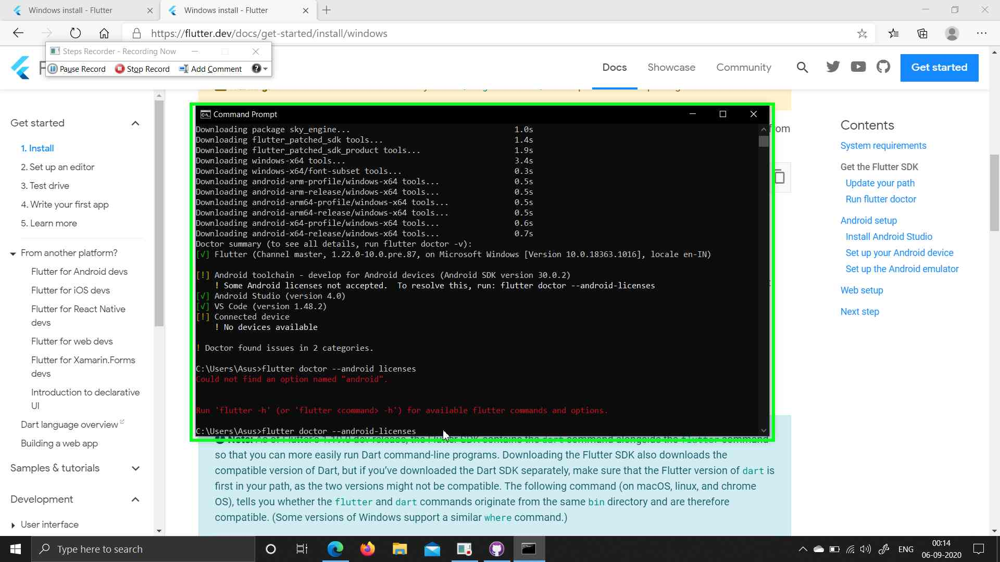 Windows install - Flutter
Windows install - Flutter
https://flutter.dev/docs/get-started/install/windows
Steps Recorder - Recording Now
Pause Record
Stop Record
Add Comment
Docs
Showcase
Community
Get started
Get started
1. Install
2. Set up an editor
3. Test drive
4. Write your first app
5. Learn more
From another platform?
Flutter for Android devs
Flutter for iOS devs
Flutter for React Native
devs
Flutter for web devs
Flutter for Xamarin.Forms
devs
Introduction to declarative
UI
Dart language overview
Building a web app
Samples & tutorials
Development
User interface
from
Command Prompt
Downloading package sky_engine... 1.0s
Downloading flutter_patched_sdk tools... 1.4s
Downloading flutter_patched_sdk_product tools... 1.9s
Downloading windows-x64 tools... 3.4s
Downloading windows-x64/font-subset tools... 0.3s
Downloading android-arm-profile/windows-x64 tools... 0.5s
Downloading android-arm-release/windows-x64 tools... 0.5s
Downloading android-arm64-profile/windows-x64 tools... 0.5s
Downloading android-arm64-release/windows-x64 tools... 0.5s
Downloading android-x64-profile/windows-x64 tools... 0.6s
Downloading android-x64-release/windows-x64 tools... 0.7s
Doctor summary (to see all details, run flutter doctor -v):
[√] Flutter (Channel master, 1.22.0-10.0.pre.87, on Microsoft Windows [Version 10.0.18363.1016], locale en-IN)
[!] Android toolchain - develop for Android devices (Android SDK version 30.0.2)
! Some Android licenses not accepted.  To resolve this, run: flutter doctor --android-licenses
[√] Android Studio (version 4.0)
[√] VS Code (version 1.48.2)
[!] Connected device
! No devices available
! Doctor found issues in 2 categories.
C:\Users\Asus>flutter doctor --android licenses
Could not find an option named "android".
Run 'flutter -h' (or 'flutter <command> -h') for available flutter commands and options.
C:\Users\Asus>flutter doctor --android-licenses
Note: As of Flutter's 1.19.0 dev release, the Flutter SDK contains the dart command alongside the flutter command
so that you can more easily run Dart command-line programs. Downloading the Flutter SDK also downloads the
compatible version of Dart, but if you've downloaded the Dart SDK separately, make sure that the Flutter version of dart is
first in your path, as the two versions might not be compatible. The following command (on macOS, linux, and chrome
OS), tells you whether the flutter and dart commands originate from the same bin directory and are therefore
compatible. (Some versions of Windows support a similar where command.)
Contents
System requirements
Get the Flutter SDK
Update your path
Run flutter doctor
Android setup
Install Android Studio
Set up your Android device
Set up the Android emulator
Web setup
Next step
Type here to search
ENG
00:14
06-09-2020